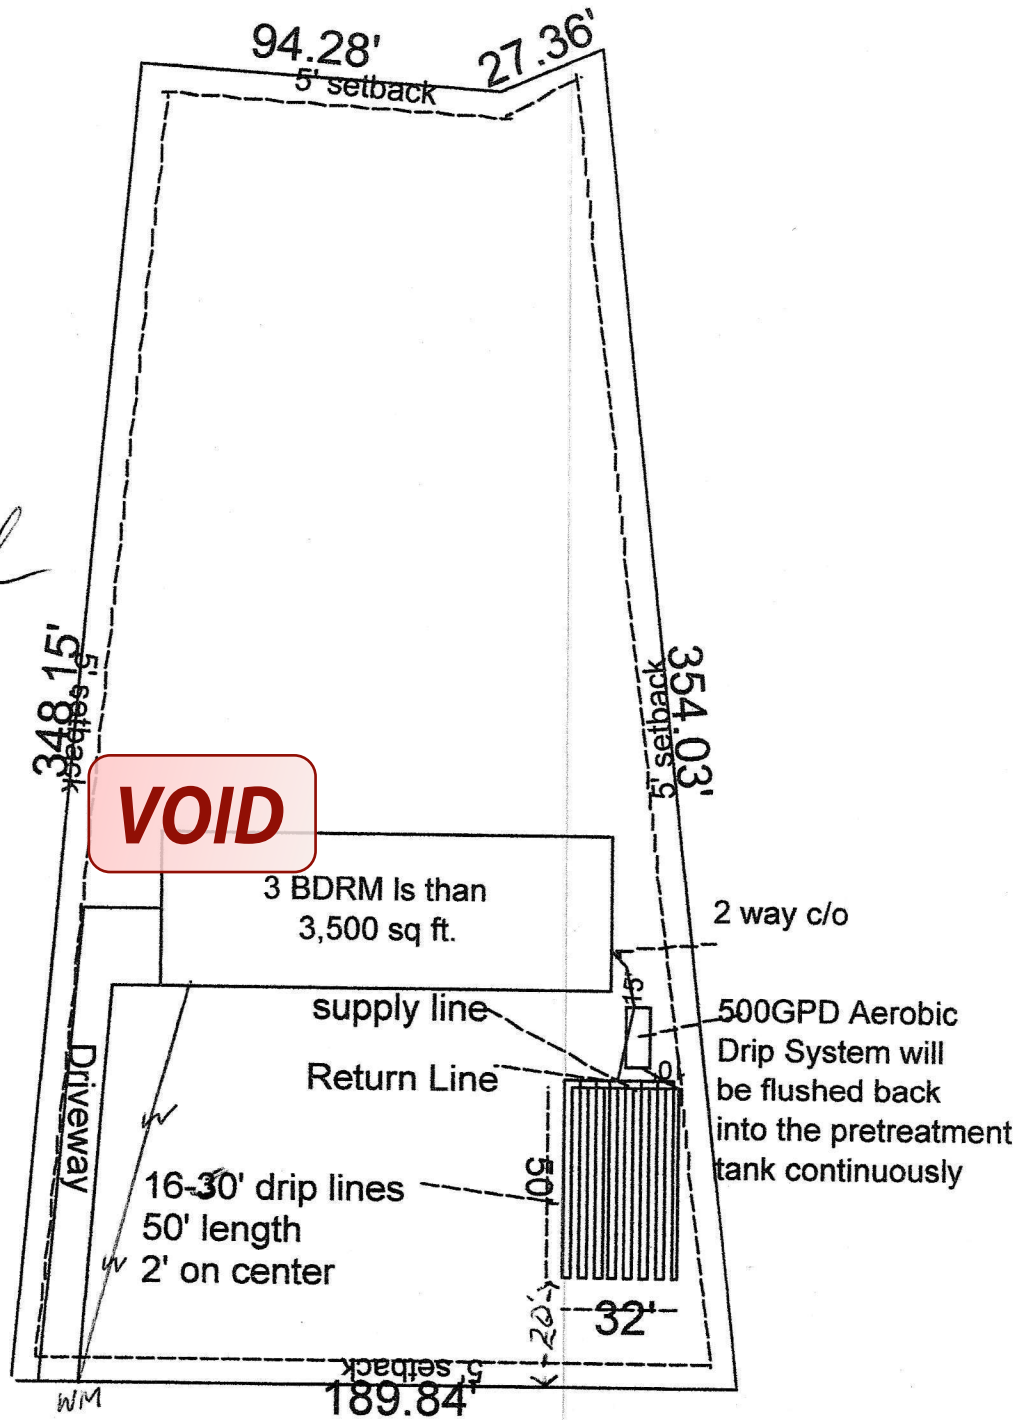 94.28'
27.36'
5' setback
348.15'
5' setback
354.03'
5' setback
VOID
3 BDRM ls than
3,500 sq ft.
2 way c/o
15'
supply line
500GPD Aerobic
Drip System will
be flushed back
into the pretreatment
tank continuously
Return Line
Driveway
W
50'
16-30' drip lines
50' length
2' on center
W
20'
32'
5' setback
189.84'
WM